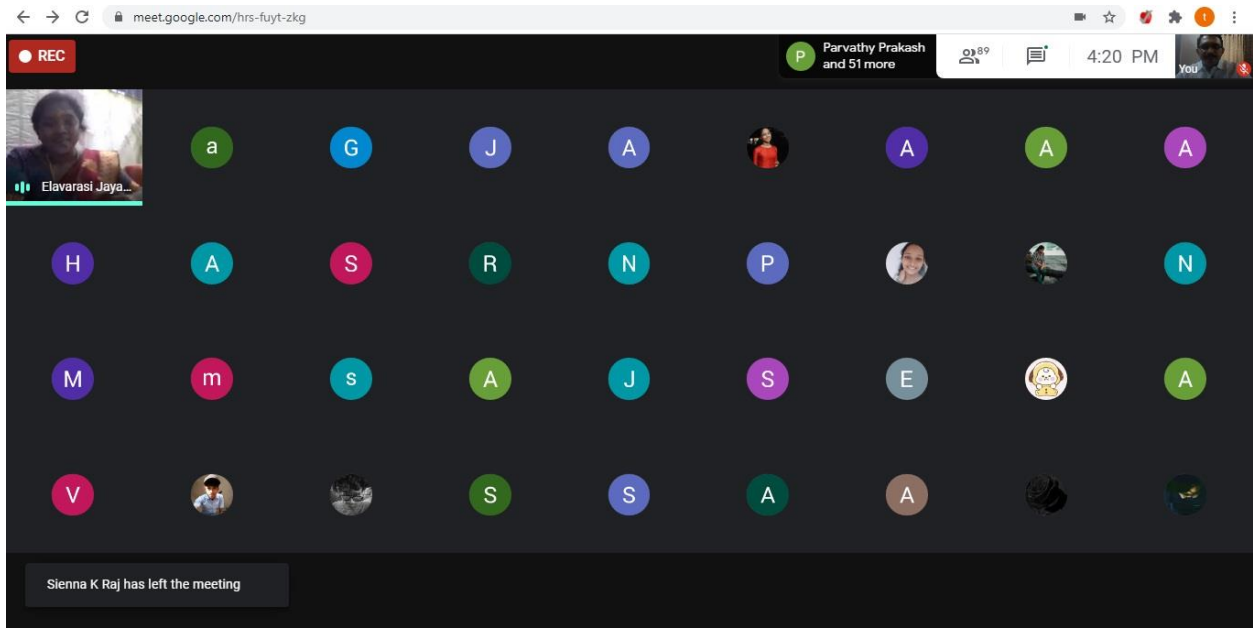 meet.google.com/hrs-fuyt-zkg
t
REC
P
Parvathy Prakash
and 51 more
89
4:20 PM
You
Elavarasi Jaya...
a
G
J
A
A
A
A
H
A
S
R
N
P
N
M
m
s
A
J
S
E
A
V
S
S
A
A
Sienna K Raj has left the meeting